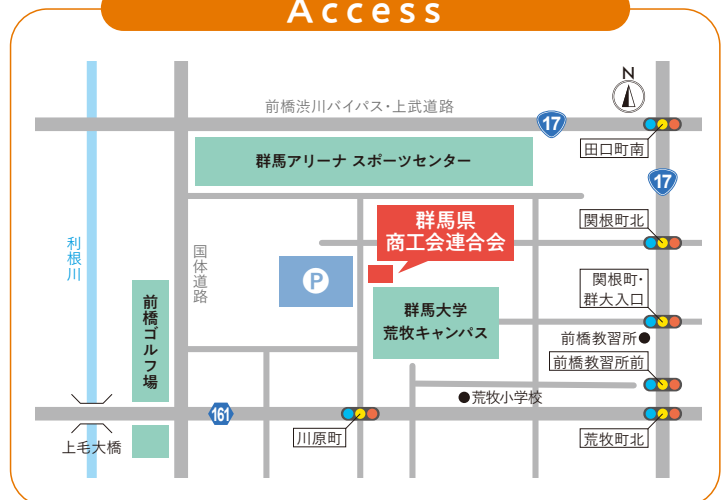 Access
N
前橋渋川バイパス・上武道路
17
田口町南
群馬アリーナ スポーツセンター
17
群馬県
商工会連合会
関根町北
利根川
国体道路
P
関根町・
群大入口
前橋ゴルフ場
群馬大学
荒牧キャンパス
前橋教習所
前橋教習所前
荒牧小学校
161
上毛大橋
川原町
荒牧町北